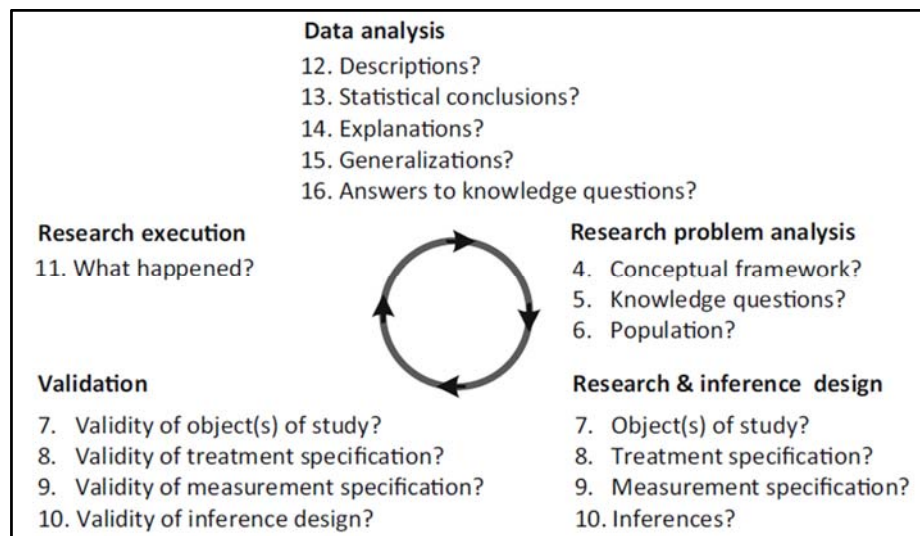 Data analysis
12. Descriptions?
13. Statistical conclusions?
14. Explanations?
15. Generalizations?
16. Answers to knowledge questions?
Research execution
11. What happened?
Research problem analysis
4. Conceptual framework?
5. Knowledge questions?
6. Population?
Validation
7. Validity of object(s) of study?
8. Validity of treatment specification?
9. Validity of measurement specification?
10. Validity of inference design?
Research & inference design
7. Object(s) of study?
8. Treatment specification?
9. Measurement specification?
10. Inferences?